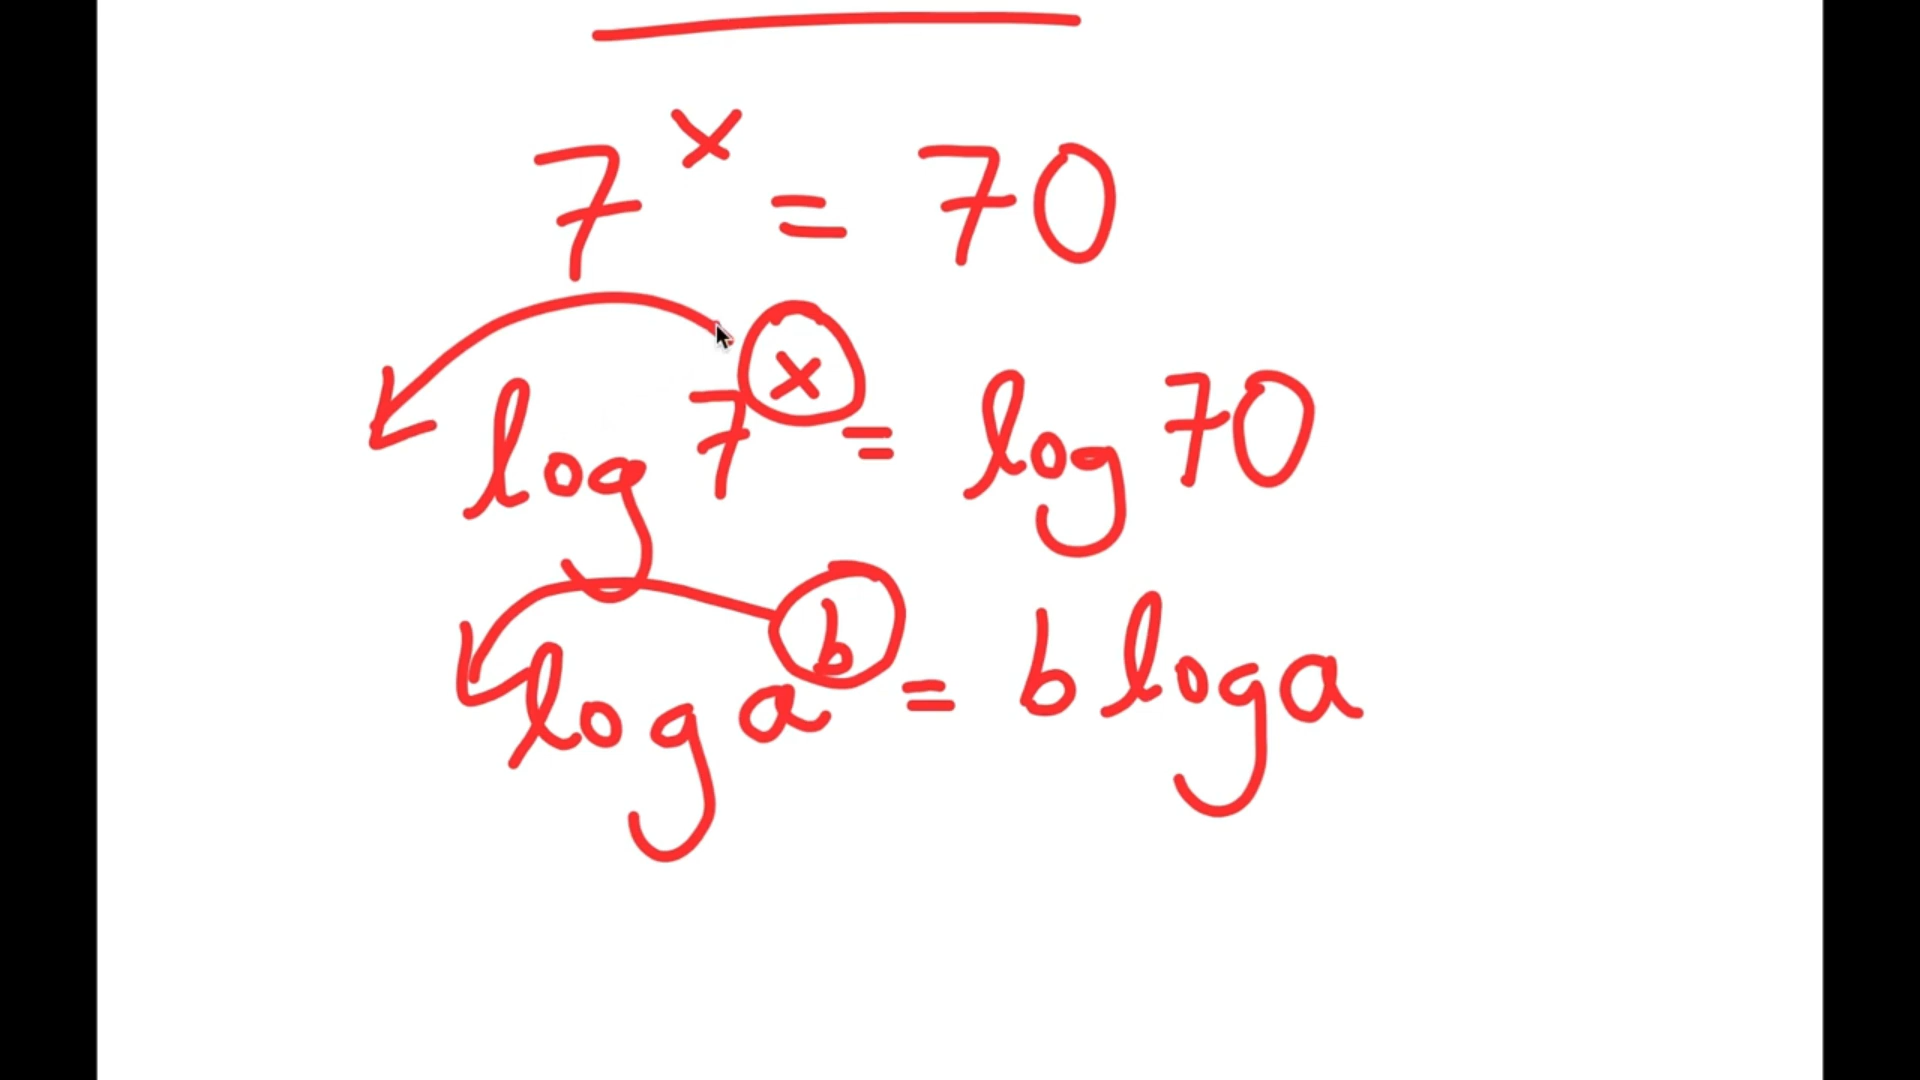 7^x = 70
log 7^x = log 70
log a^b = b log a